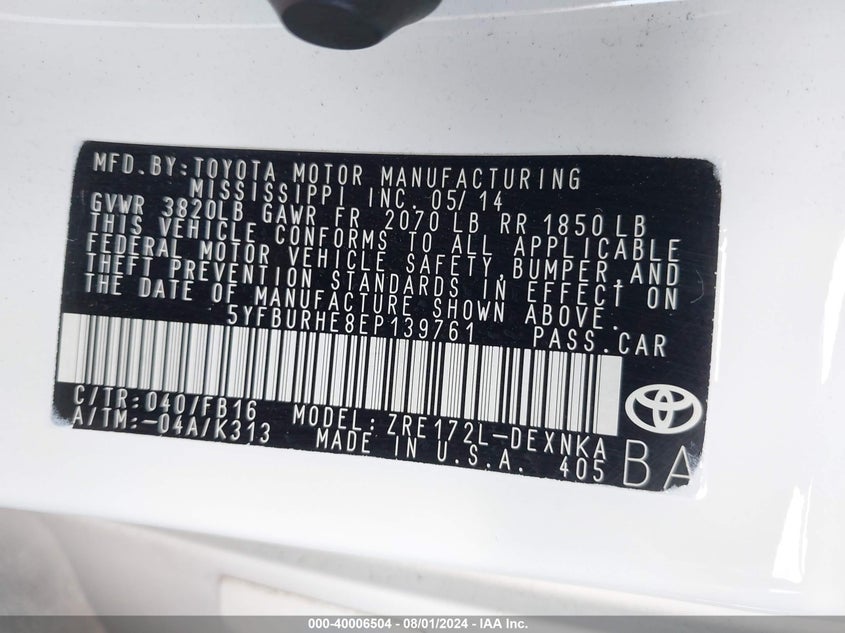 MFD.BY:TOYOTA MOTOR MANUFACTURING
MISSISSIPPI INC. 05/14
GVWR 3820LB GAWR FR 2070 LB RR 1850 LB
THIS VEHICLE CONFORMS TO ALL APPLICABLE
FEDERAL MOTOR VEHICLE SAFETY,BUMPER,AND
THEFT PREVENTION STANDARDS IN EFFECT ON
THE DATE OF MANUFACTURE SHOWN ABOVE.
5YFBURHE8EP139761 PASS.CAR
C/TR:040/FB16 MODEL:ZRE172L-DEXNKA
A/TM:-04A/K313 MADE IN U.S.A. 405 BA
000-40006504 - 08/01/2024 - IAA Inc.